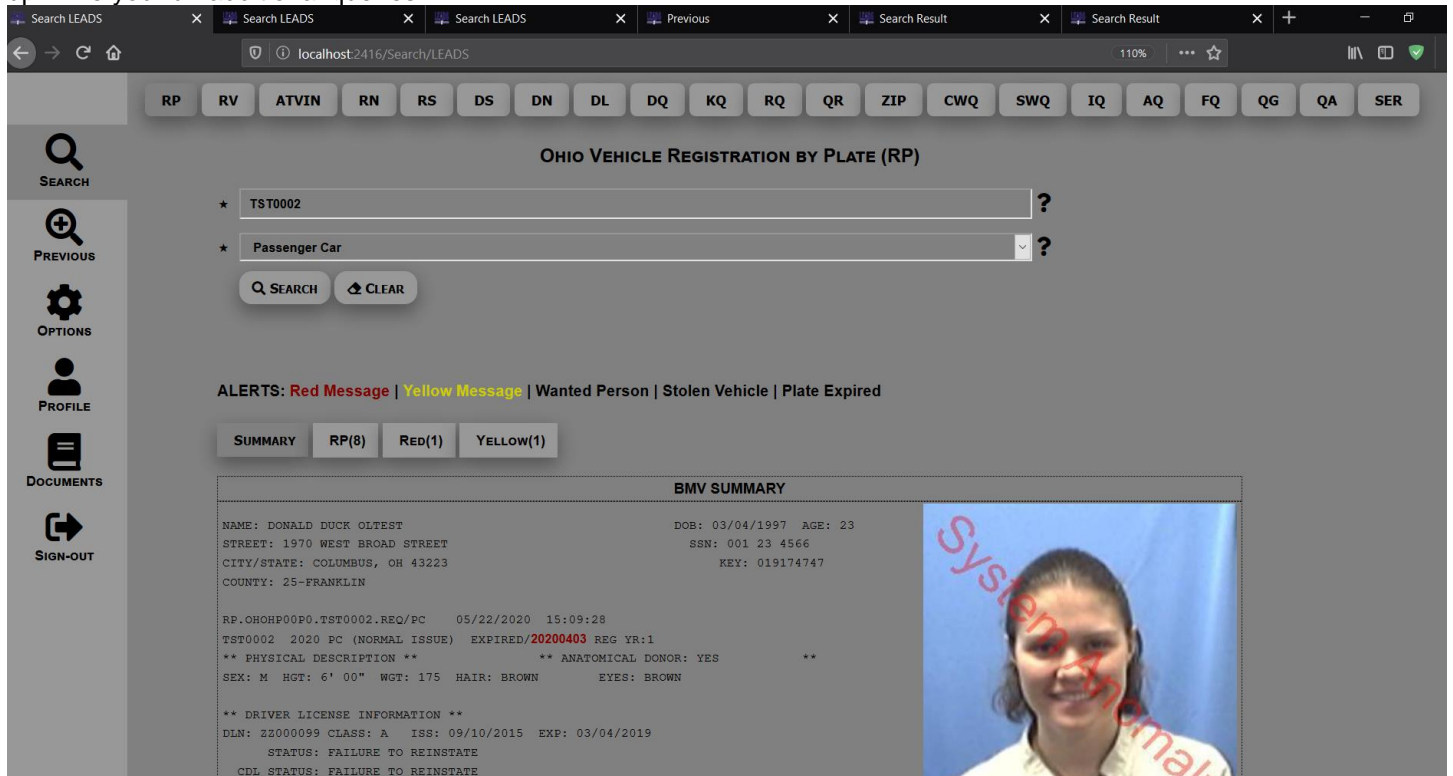 Search LEADS
Search LEADS
Search LEADS
Previous
Search Result
Search Result
localhost:2416/Search/LEADS
110%
RP RV ATVIN RN RS DS DN DL DQ KQ RQ QR ZIP CWQ SWQ IQ AQ FQ QG QA SER
SEARCH
PREVIOUS
OPTIONS
PROFILE
DOCUMENTS
SIGN-OUT
OHIO VEHICLE REGISTRATION BY PLATE (RP)
★ TST0002 ?
★ Passenger Car ?
SEARCH CLEAR
ALERTS: Red Message | Yellow Message | Wanted Person | Stolen Vehicle | Plate Expired
SUMMARY RP(8) RED(1) YELLOW(1)
BMV SUMMARY
NAME: DONALD DUCK OLTEST DOB: 03/04/1997 AGE: 23
STREET: 1970 WEST BROAD STREET SSN: 001 23 4566
CITY/STATE: COLUMBUS, OH 43223 KEY: 019174747
COUNTY: 25-FRANKLIN
RP.OHOHP00P0.TST0002.REQ/PC 05/22/2020 15:09:28
TST0002 2020 PC (NORMAL ISSUE) EXPIRED/20200403 REG YR:1
** PHYSICAL DESCRIPTION ** ** ANATOMICAL DONOR: YES **
SEX: M HGT: 6' 00" WGT: 175 HAIR: BROWN EYES: BROWN
** DRIVER LICENSE INFORMATION **
DLN: ZZ000099 CLASS: A ISS: 09/10/2015 EXP: 03/04/2019
STATUS: FAILURE TO REINSTATE
CDL STATUS: FAILURE TO REINSTATE
System Anomal